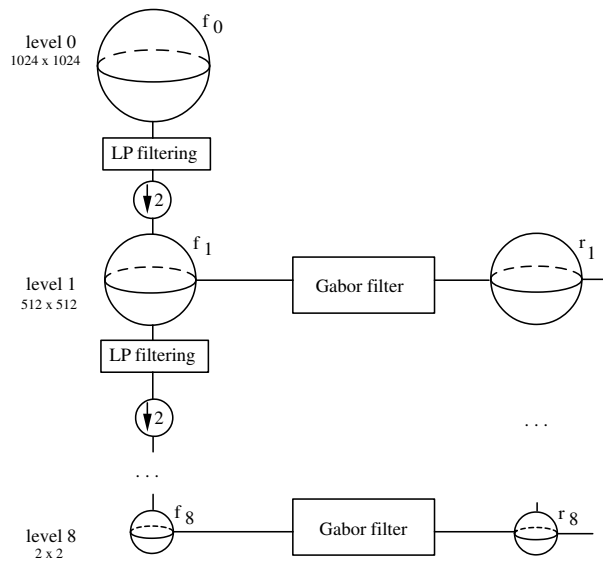 f 0
level 0
1024 x 1024
LP filtering
2
f 1
r 1
level 1
512 x 512
Gabor filter
LP filtering
2
. . .
. . .
f 8
r 8
level 8
2 x 2
Gabor filter